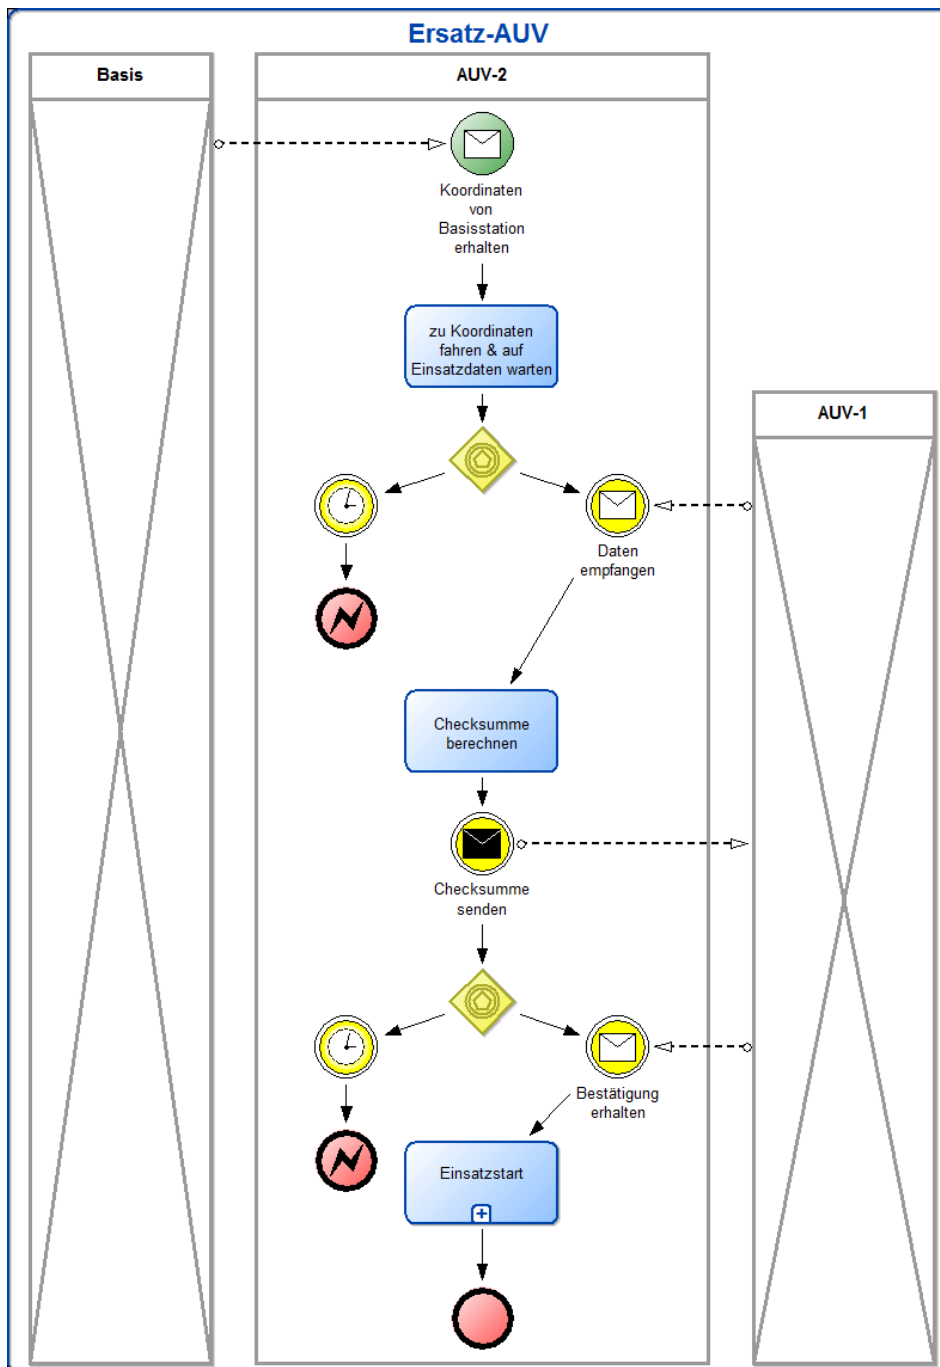 Ersatz-AUV
Basis
AUV-2
Koordinaten
von
Basisstation
erhalten
zu Koordinaten
fahren & auf
Einsatzdaten warten
AUV-1
Daten
empfangen
Checksumme
berechnen
Checksumme
senden
Bestätigung
erhalten
Einsatzstart